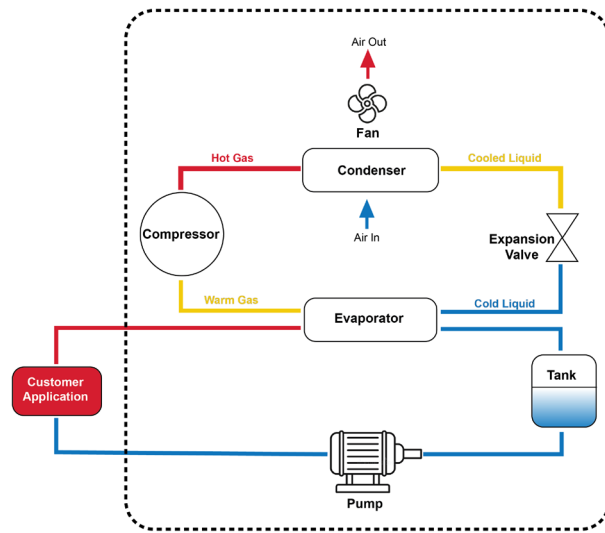 Air Out
Fan
Hot Gas
Condenser
Cooled Liquid
Compressor
Air In
Expansion
Valve
Warm Gas
Evaporator
Cold Liquid
Customer
Application
Tank
Pump